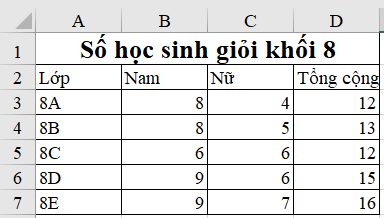 A B C D
1 Số học sinh giỏi khối 8
2 Lớp Nam Nữ Tổng cộng
3 8A 8 4 12
4 8B 8 5 13
5 8C 6 6 12
6 8D 9 6 15
7 8E 9 7 16